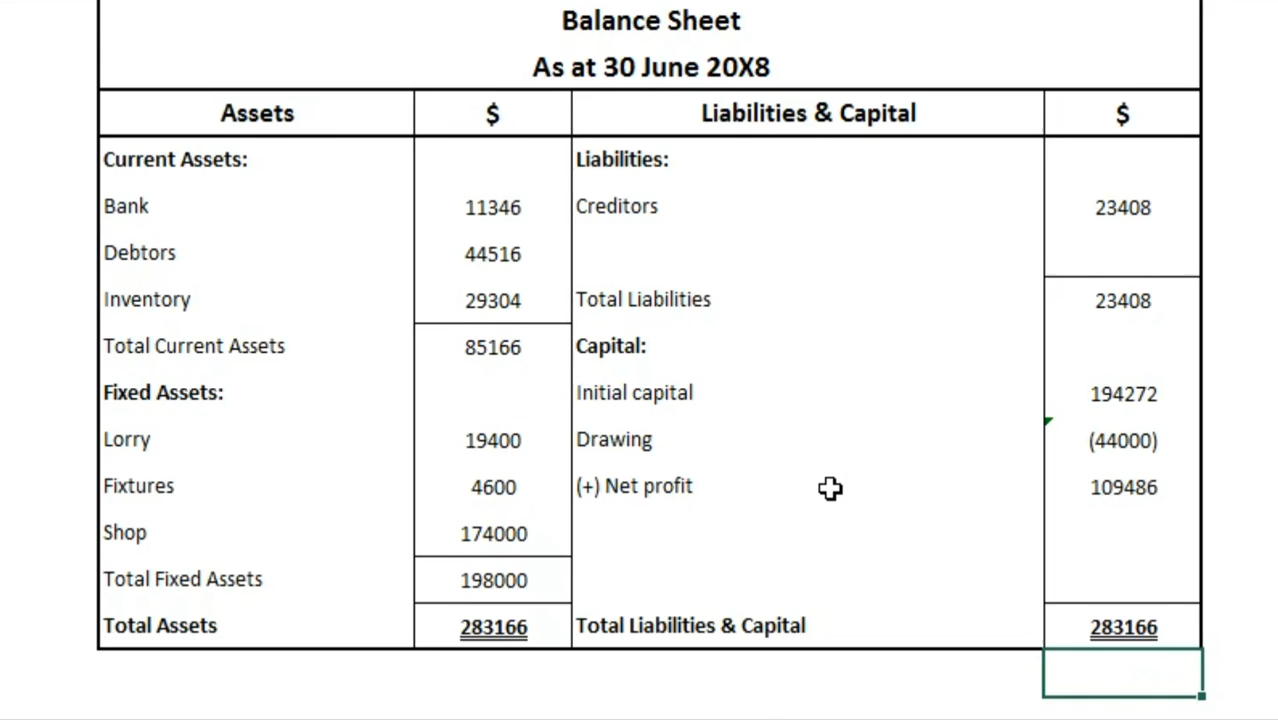 Balance Sheet
As at 30 June 20X8
Assets $ Liabilities & Capital $
Current Assets: Liabilities:
Bank 11346 Creditors 23408
Debtors 44516
Inventory 29304 Total Liabilities 23408
Total Current Assets 85166 Capital:
Fixed Assets: Initial capital 194272
Lorry 19400 Drawing (44000)
Fixtures 4600 (+) Net profit 109486
Shop 174000
Total Fixed Assets 198000
Total Assets 283166 Total Liabilities & Capital 283166